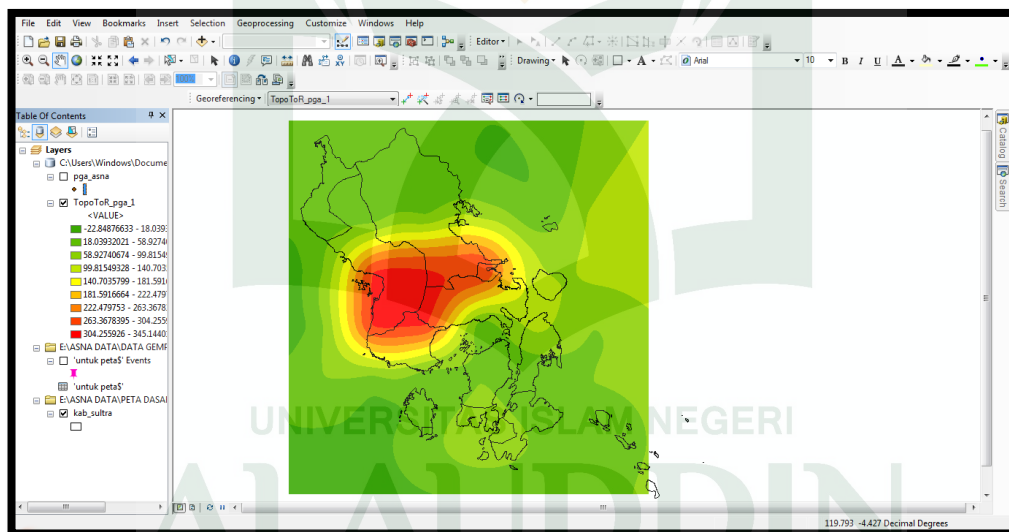 File Edit View Bookmarks Insert Selection Geoprocessing Customize Windows Help
Editor
Drawing A Arial 10 B I U A
100%
Georeferencing TopoToR_pga_1
Table Of Contents
Layers
C:\Users\Windows\Docume
pga_asna
TopoToR_pga_1
<VALUE>
-22.84876633 - 18.0393
18.03932021 - 58.9274
58.92740674 - 99.8154
99.81549328 - 140.703
140.7035799 - 181.591
181.5916664 - 222.479
222.479753 - 263.3678
263.3678395 - 304.255
304.255926 - 345.1440
E:\ASNA DATA\DATA GEMP
'untuk peta$' Events
'untuk peta$'
E:\ASNA DATA\PETA DASAR
kab_sultra
Catalog
Search
UNIVERSITAS ISLAM NEGERI
ALAUDDIN
119.793 -4.427 Decimal Degrees